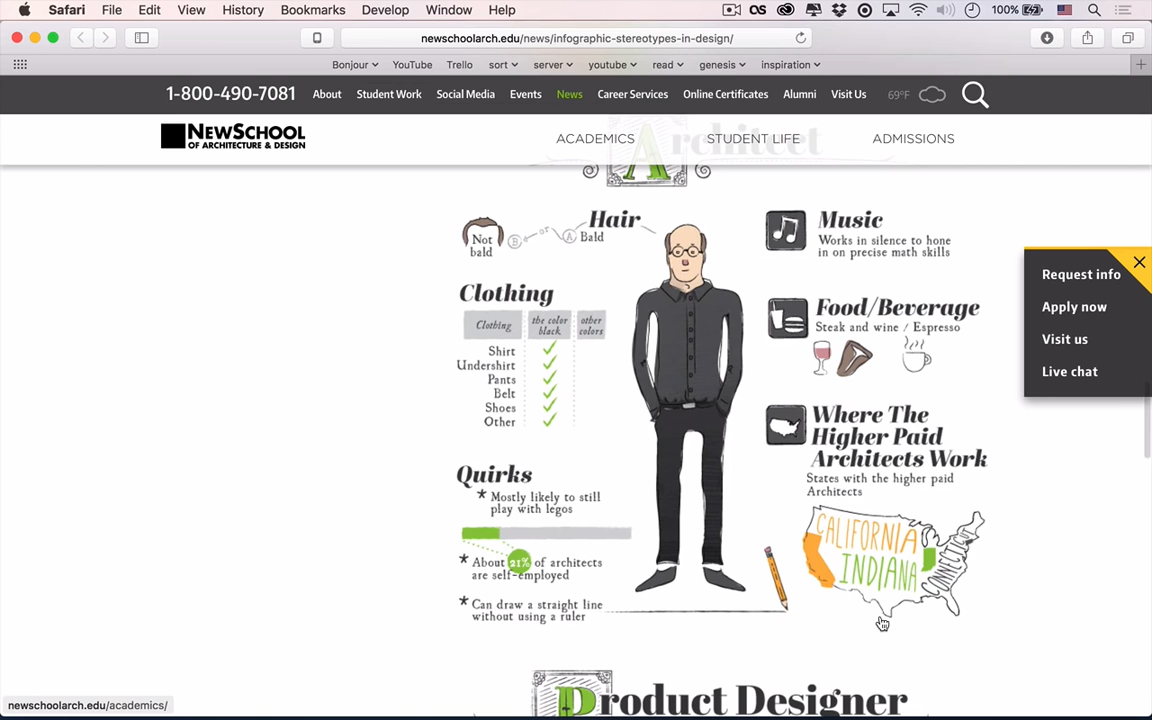 Safari File Edit View History Bookmarks Develop Window Help 100%
newschoolarch.edu/news/infographic-stereotypes-in-design/
Bonjour YouTube Trello sort server youtube read genesis inspiration
1-800-490-7081 About Student Work Social Media Events News Career Services Online Certificates Alumni Visit Us 69°F
NEWSCHOOL
OF ARCHITECTURE & DESIGN
ACADEMICS STUDENT LIFE ADMISSIONS
Architect
Hair
Not
bald
B or A Bald
Clothing
Clothing
the color
black
other
colors
Shirt
Undershirt
Pants
Belt
Shoes
Other
Quirks
* Mostly likely to still
play with legos
* About 21% of architects
are self-employed
* Can draw a straight line
without using a ruler
Music
Works in silence to hone
in on precise math skills
Food/Beverage
Steak and wine / Espresso
Where The
Higher Paid
Architects Work
States with the higher paid
Architects
CALIFORNIA
INDIANA
CONNECTICUT
Request info
Apply now
Visit us
Live chat
Product Designer
newschoolarch.edu/academics/